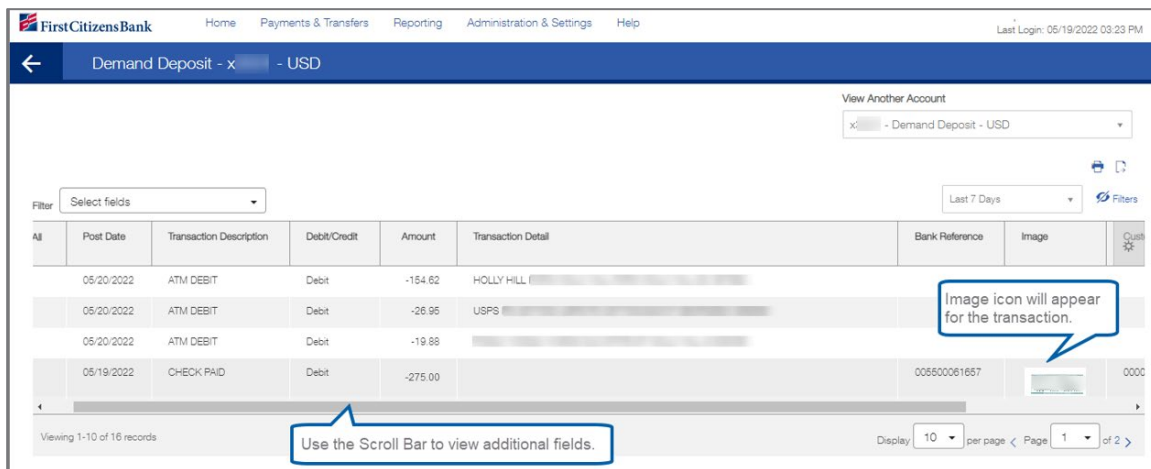 First Citizens Bank Home Payments & Transfers Reporting Administration & Settings Help
Last Login: 05/19/2022 03:23 PM
Demand Deposit - x - USD
View Another Account
x - Demand Deposit - USD
Filter Select fields Last 7 Days Filters
All Post Date Transaction Description Debit/Credit Amount Transaction Detail Bank Reference Image
05/20/2022 ATM DEBIT Debit -154.62 HOLLY HILL
05/20/2022 ATM DEBIT Debit -26.95 USPS
05/20/2022 ATM DEBIT Debit -19.88
05/19/2022 CHECK PAID Debit -275.00 005500061657 0000
Image icon will appear
for the transaction.
Use the Scroll Bar to view additional fields.
Viewing 1-10 of 16 records Display 10 per page < Page 1 of 2 >